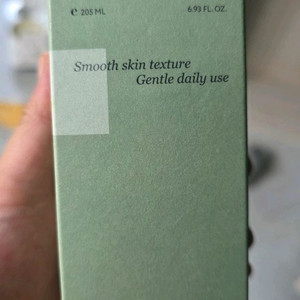 ℮ 205 ML 6.93 FL. OZ.
Smooth skin texture
Gentle daily use